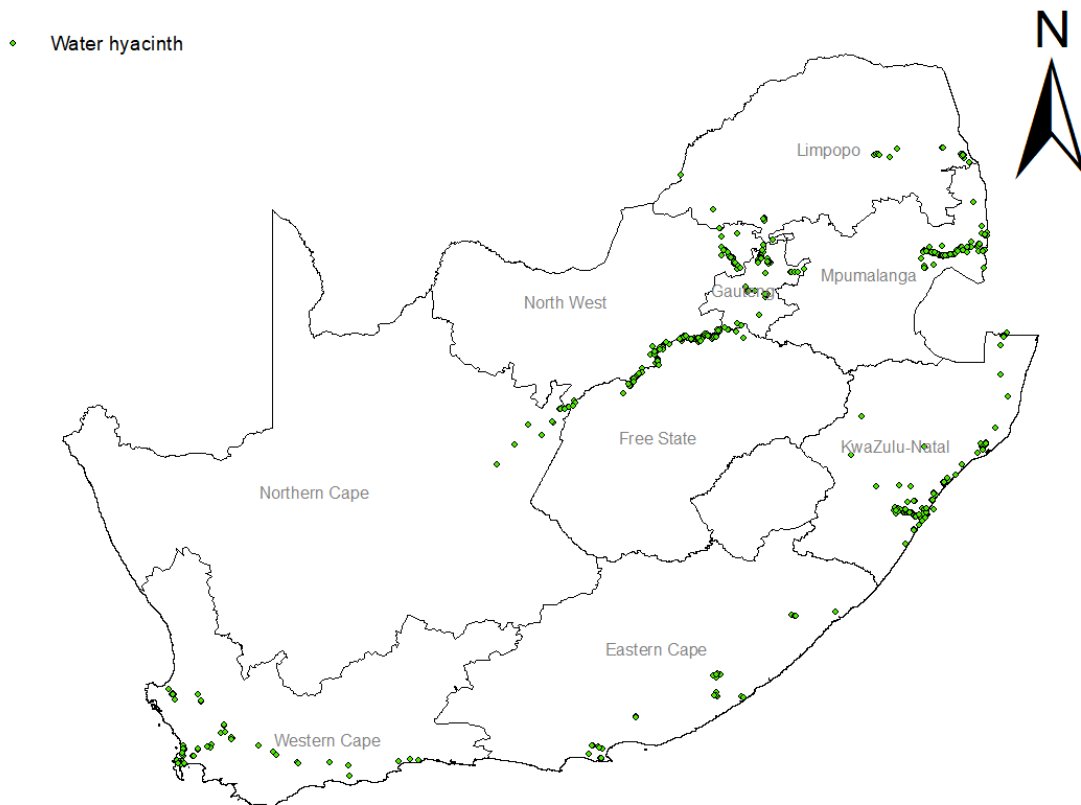 N
Water hyacinth
Limpopo
Mpumalanga
Gauteng
North West
Free State
KwaZulu-Natal
Northern Cape
Eastern Cape
Western Cape